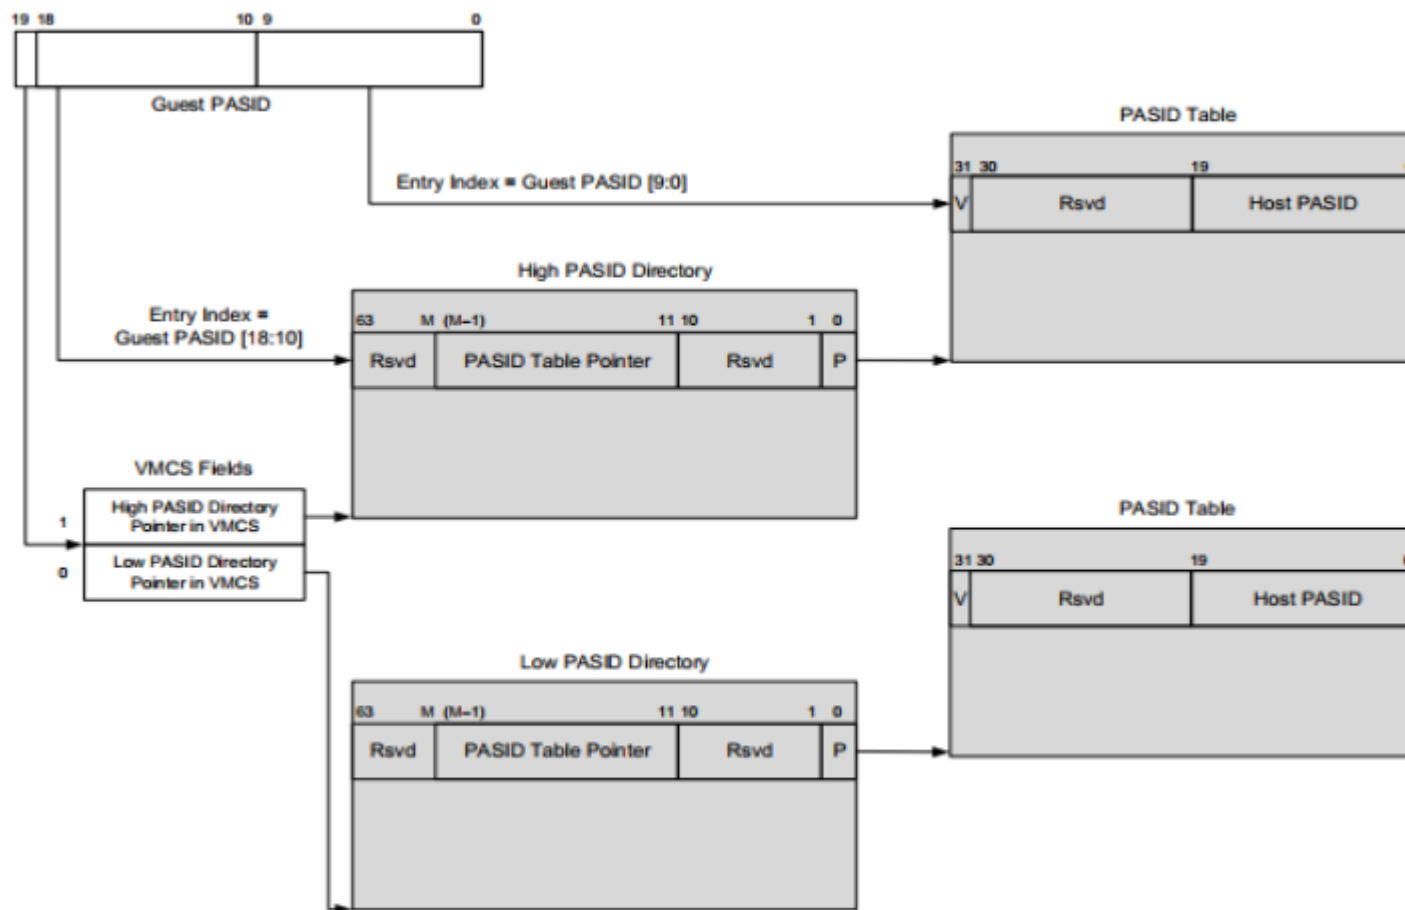 19 18 10 9 0
Guest PASID
PASID Table
31 30 19
V Rsvd Host PASID
Entry Index = Guest PASID [9:0]
High PASID Directory
Entry Index =
Guest PASID [18:10]
63 M (M–1) 11 10 1 0
Rsvd PASID Table Pointer Rsvd P
VMCS Fields
1
High PASID Directory
Pointer in VMCS
0
Low PASID Directory
Pointer in VMCS
PASID Table
31 30 19
V Rsvd Host PASID
Low PASID Directory
63 M (M–1) 11 10 1 0
Rsvd PASID Table Pointer Rsvd P